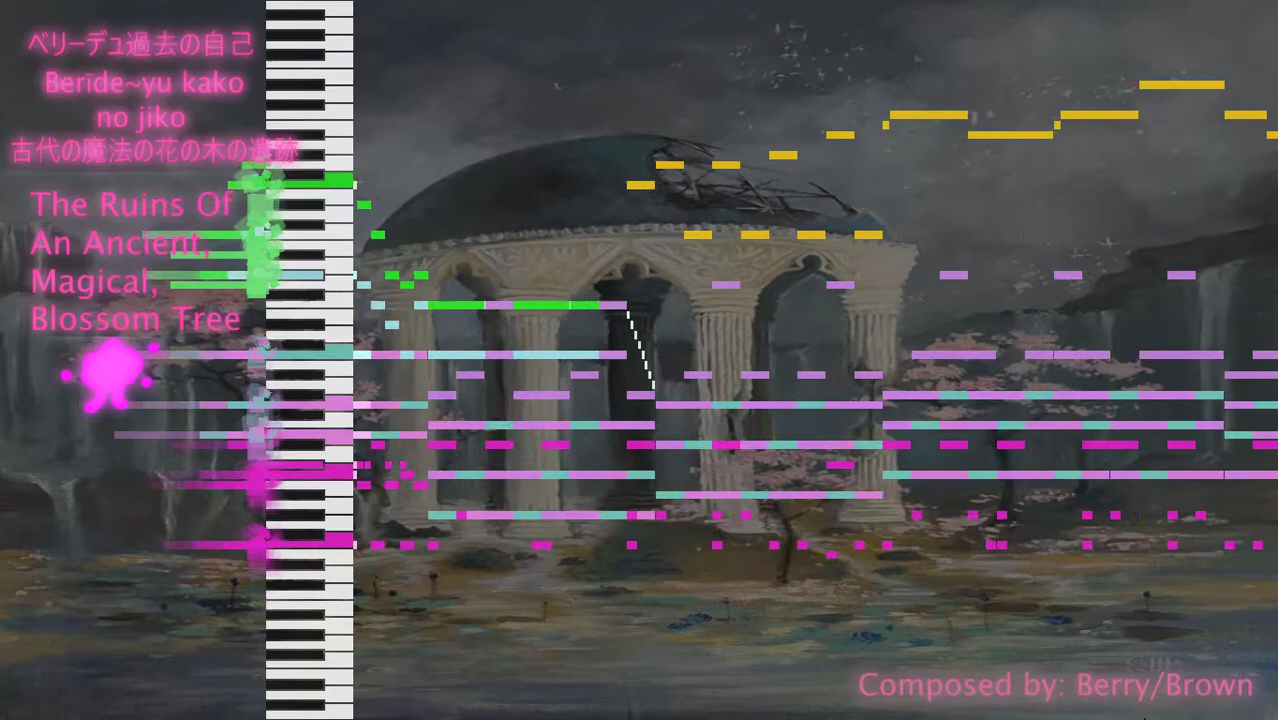 ベリーデュ過去の自己
Berīde~yu kako
no jiko
古代の魔法の花の木の遺跡
The Ruins Of
An Ancient,
Magical,
Blossom Tree
Composed by: Berry/Brown